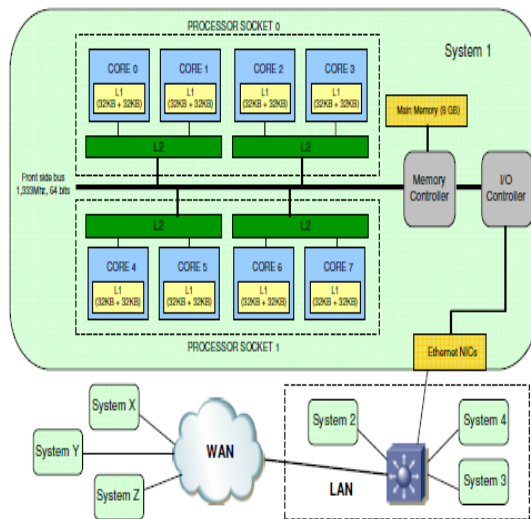 PROCESSOR SOCKET 0
System 1
CORE 0
CORE 1
CORE 2
CORE 3
L1
(32KB + 32KB)
L1
(32KB + 32KB)
L1
(32KB + 32KB)
L1
(32KB + 32KB)
Main Memory (8 GB)
L2
L2
Front side bus
1,333Mhz, 64 bits
Memory
Controller
I/O
Controller
L2
L2
CORE 4
CORE 5
CORE 6
CORE 7
L1
(32KB + 32KB)
L1
(32KB + 32KB)
L1
(32KB + 32KB)
L1
(32KB + 32KB)
PROCESSOR SOCKET 1
Ethernet NICs
System X
System Y
System Z
WAN
System 2
System 4
System 3
LAN